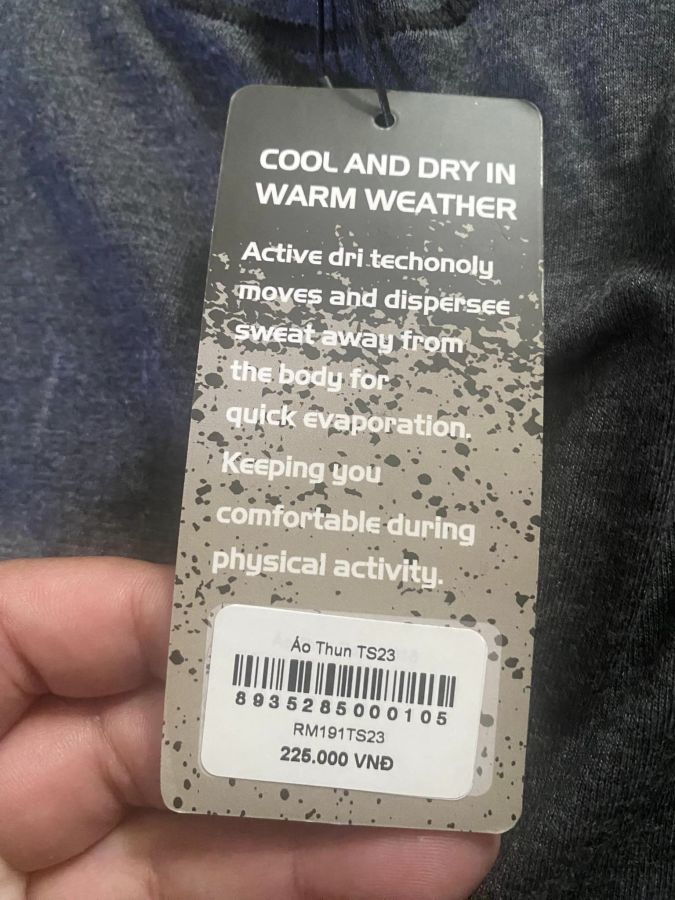 COOL AND DRY IN
WARM WEATHER
Active dri techonoly
moves and dispersee
sweat away from
the body for
quick evaporation.
Keeping you
comfortable during
physical activity.
Áo Thun TS23
8935285000105
RM191TS23
225.000 VNĐ